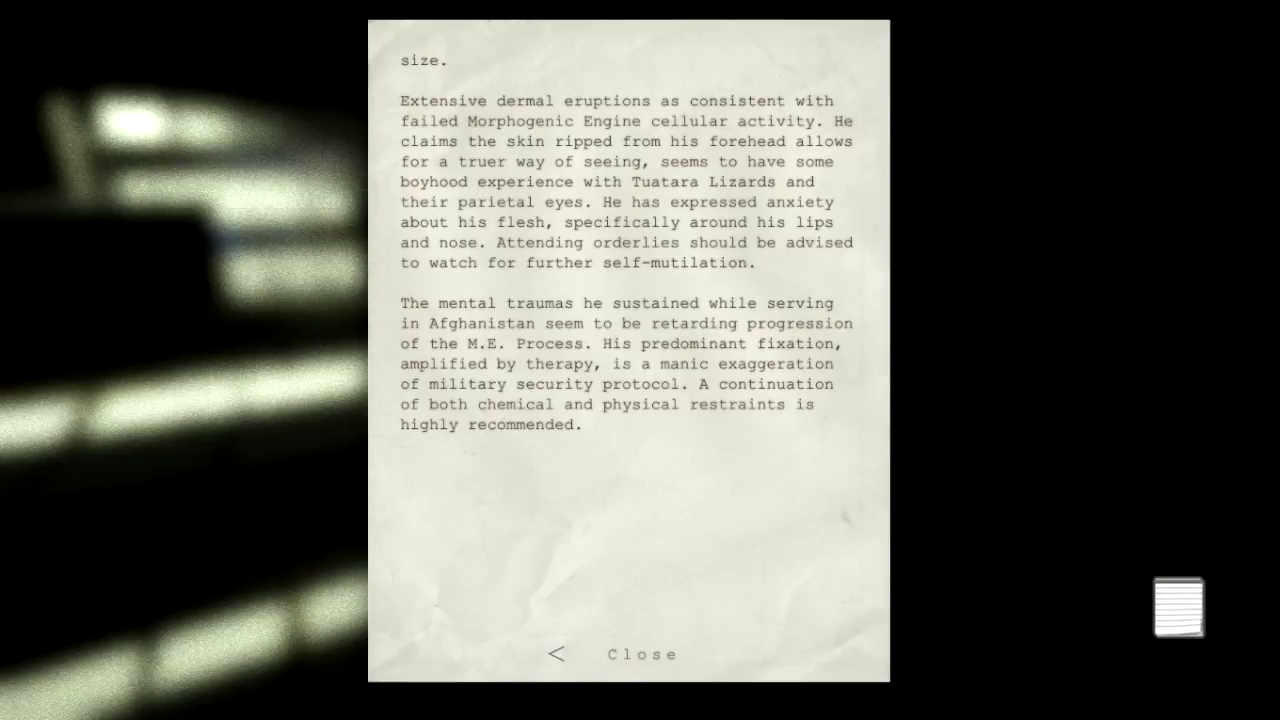 size.
Extensive dermal eruptions as consistent with
failed Morphogenic Engine cellular activity. He
claims the skin ripped from his forehead allows
for a truer way of seeing, seems to have some
boyhood experience with Tuatara Lizards and
their parietal eyes. He has expressed anxiety
about his flesh, specifically around his lips
and nose. Attending orderlies should be advised
to watch for further self-mutilation.
The mental traumas he sustained while serving
in Afghanistan seem to be retarding progression
of the M.E. Process. His predominant fixation,
amplified by therapy, is a manic exaggeration
of military security protocol. A continuation
of both chemical and physical restraints is
highly recommended.
< Close